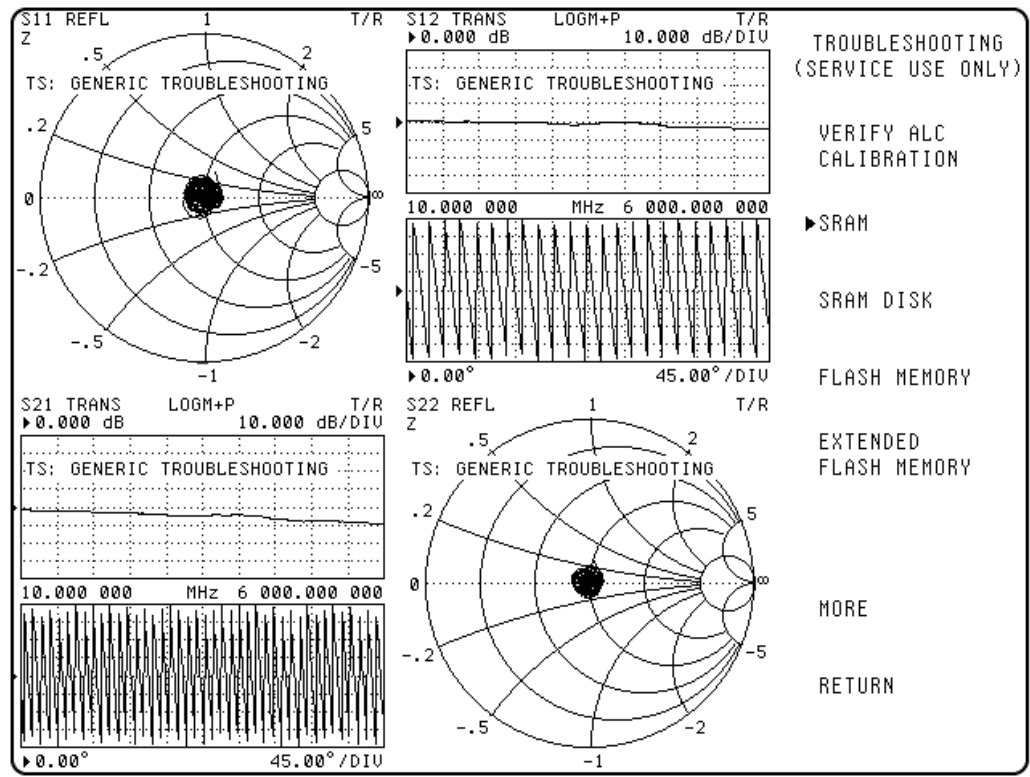 S11 REFL 1 T/R
Z
.5 2
TS: GENERIC TROUBLESHOOTING
.2 5
0 ∞
-.2 -5
-.5 -2
-1
S12 TRANS LOGM+P T/R
▶0.000 dB 10.000 dB/DIV
TS: GENERIC TROUBLESHOOTING
10.000 000 MHz 6 000.000 000
▶0.00° 45.00°/DIV
S21 TRANS LOGM+P T/R
▶0.000 dB 10.000 dB/DIV
TS: GENERIC TROUBLESHOOTING
10.000 000 MHz 6 000.000 000
▶0.00° 45.00°/DIV
S22 REFL 1 T/R
Z
.5 2
TS: GENERIC TROUBLESHOOTING
.2 5
0 ∞
-.2 -5
-.5 -2
-1
TROUBLESHOOTING
(SERVICE USE ONLY)
VERIFY ALC
CALIBRATION
▶SRAM
SRAM DISK
FLASH MEMORY
EXTENDED
FLASH MEMORY
MORE
RETURN